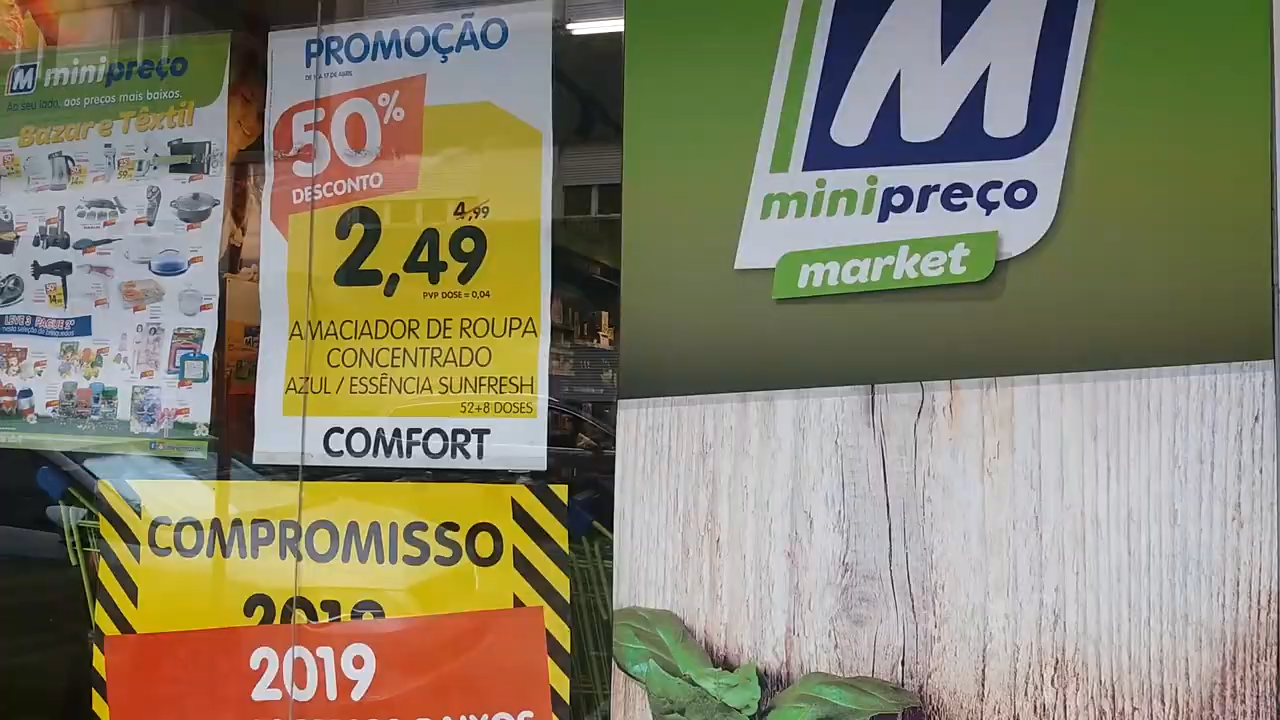 minipreço
Ao seu lado, aos preços mais baixos.
Bazar e Têxtil
LEVE 3 PAGUE 2*
PROMOÇÃO
50%
DESCONTO
4,99
2,49
PVP DOSE = 0,04
AMACIADOR DE ROUPA
CONCENTRADO
AZUL / ESSÊNCIA SUNFRESH
52+8 DOSES
COMFORT
COMPROMISSO
2019
2019
M
minipreço
market